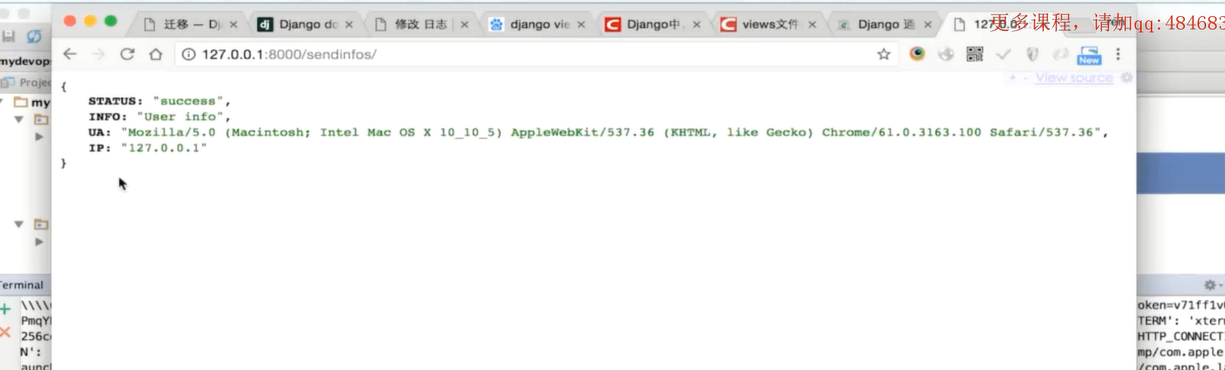 更多课程，请加qq:484683
迁移 — Dj
Django do
修改 日志 |
django vie
Django中
views文件
Django 通
127.0.0.
127.0.0.1:8000/sendinfos/
New
mydevop
Projec
my
+ - View source
{
STATUS: "success",
INFO: "User info",
UA: "Mozilla/5.0 (Macintosh; Intel Mac OS X 10_10_5) AppleWebKit/537.36 (KHTML, like Gecko) Chrome/61.0.3163.100 Safari/537.36",
IP: "127.0.0.1"
}
Terminal
\\\\
oken=v71ff1v
PmqY
TERM': 'xter
256c
HTTP_CONNECT
N':
mp/com.apple
aunc
/com.apple.l